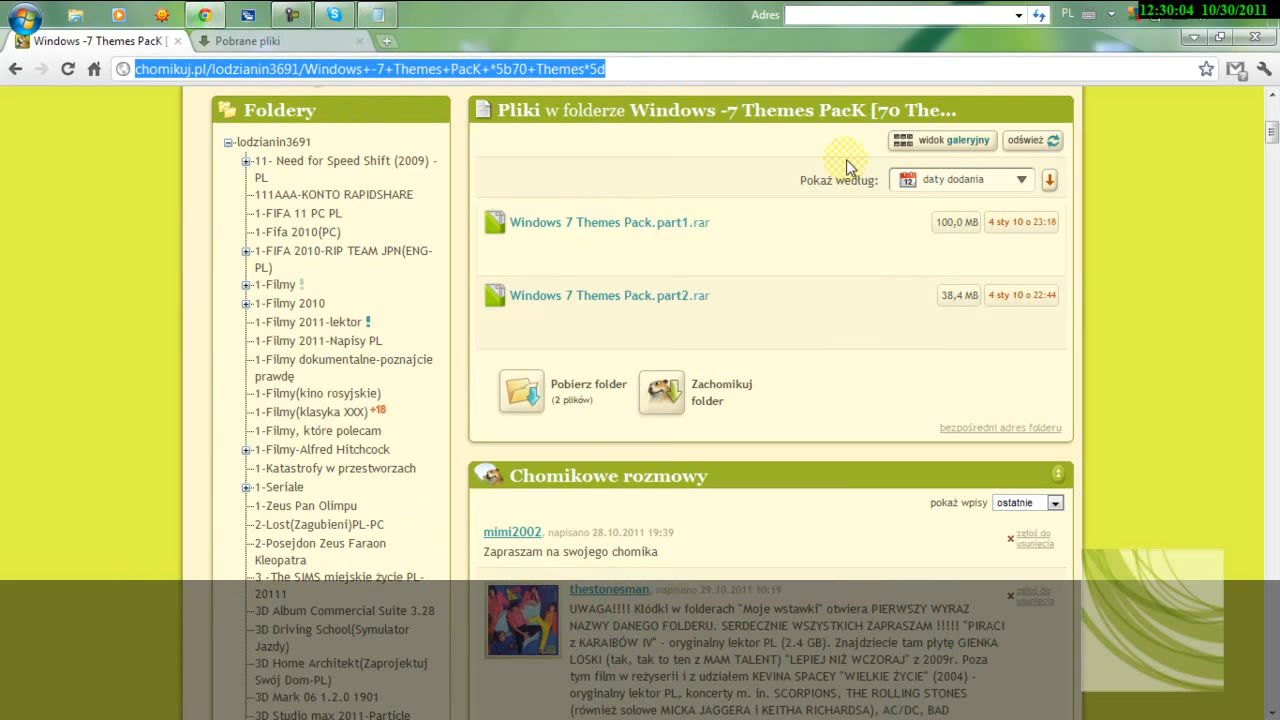 Adres
PL
12:30:04 10/30/2011
Windows -7 Themes PacK [
Pobrane pliki
chomikuj.pl/lodzianin3691/Windows+-7+Themes+PacK+*5b70+Themes*5d
Foldery
lodzianin3691
11- Need for Speed Shift (2009) -
PL
111AAA-KONTO RAPIDSHARE
1-FIFA 11 PC PL
1-Fifa 2010(PC)
1-FIFA 2010-RIP TEAM JPN(ENG-
PL)
1-Filmy
1-Filmy 2010
1-Filmy 2011-lektor
1-Filmy 2011-Napisy PL
1-Filmy dokumentalne-poznajcie
prawdę
1-Filmy(kino rosyjskie)
1-Filmy(klasyka XXX) +18
1-Filmy, które polecam
1-Filmy-Alfred Hitchcock
1-Katastrofy w przestworzach
1-Seriale
1-Zeus Pan Olimpu
2-Lost(Zagubieni)PL-PC
2-Posejdon Zeus Faraon
Kleopatra
3 -The SIMS miejskie życie PL-
20111
3D Album Commercial Suite 3.28
3D Driving School(Symulator
Jazdy)
3D Home Architekt(Zaprojektuj
Swój Dom-PL)
3D Mark 06 1.2.0 1901
3D Studio max 2011-Particle
Pliki w folderze Windows -7 Themes PacK [70 The...
widok galeryjny
odśwież
Pokaż według:
12
daty dodania
Windows 7 Themes Pack.part1.rar
100,0 MB
4 sty 10 o 23:18
Windows 7 Themes Pack.part2.rar
38,4 MB
4 sty 10 o 22:44
Pobierz folder
(2 plików)
Zachomikuj
folder
bezpośredni adres folderu
Chomikowe rozmowy
pokaż wpisy
ostatnie
mimi2002, napisano 28.10.2011 19:39
zgłoś do
usunięcia
Zapraszam na swojego chomika
thestonesman, napisano 29.10.2011 10:19
zgłoś do
usunięcia
UWAGA!!!! Kłódki w folderach "Moje wstawki" otwiera PIERWSZY WYRAZ
NAZWY DANEGO FOLDERU. SERDECZNIE WSZYSTKICH ZAPRASZAM !!!!! "PIRACI
z KARAIBÓW IV" - oryginalny lektor PL (2.4 GB). Znajdziecie tam płytę GIENKA
LOSKI (tak, tak to ten z MAM TALENT) "LEPIEJ NIŻ WCZORAJ" z 2009r. Poza
tym film w reżyserii i z udziałem KEVINA SPACEY "WIELKIE ŻYCIE" (2004) -
oryginalny lektor PL, koncerty m. in. SCORPIONS, THE ROLLING STONES
(również solowe MICKA JAGGERA i KEITHA RICHARDSA), AC/DC, BAD